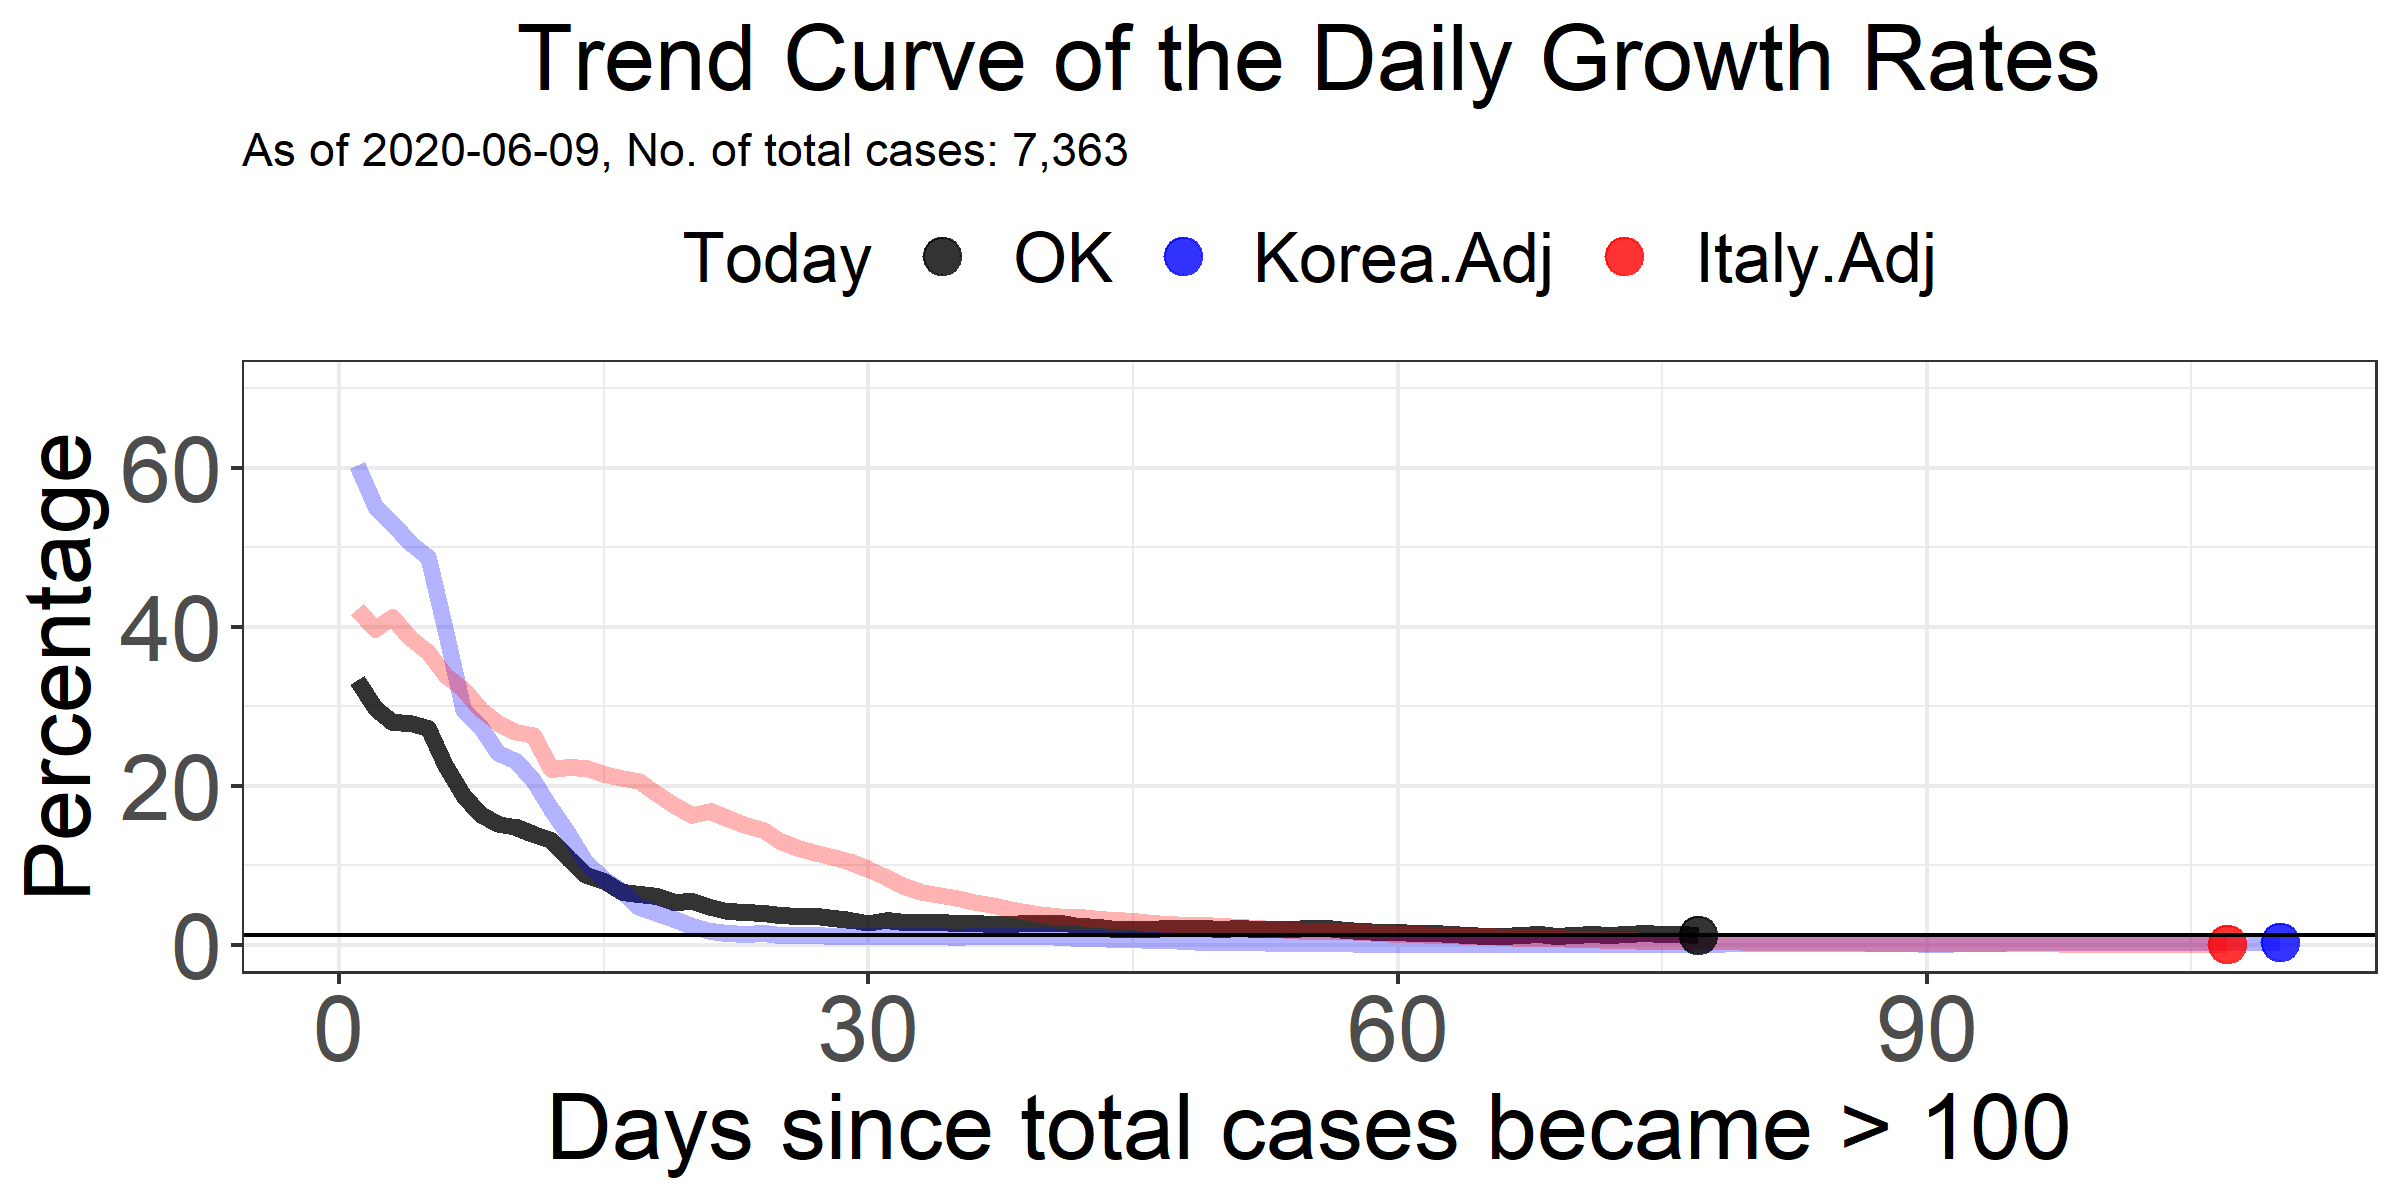 Trend Curve of the Daily Growth Rates
As of 2020-06-09, No. of total cases: 7,363
Today OK Korea.Adj Italy.Adj
Percentage
60
40
20
0
0 30 60 90
Days since total cases became > 100